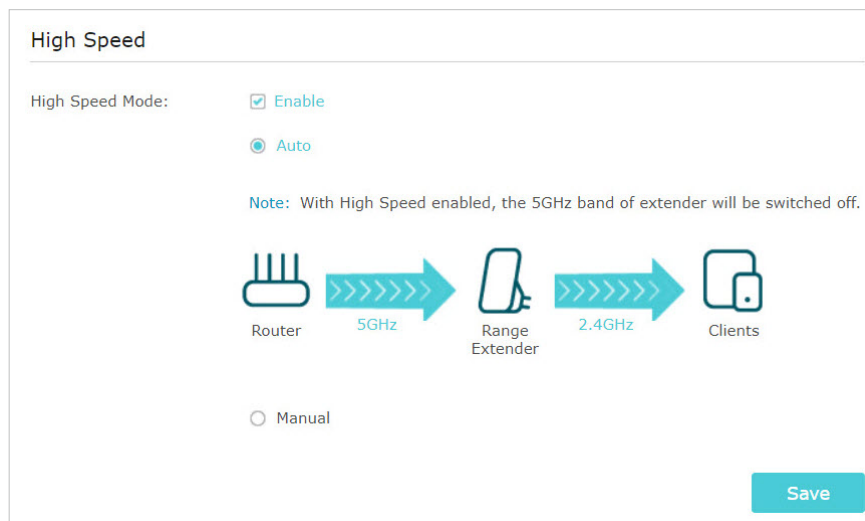 High Speed
High Speed Mode: Enable
Auto
Note: With High Speed enabled, the 5GHz band of extender will be switched off.
5GHz 2.4GHz
Router Range Clients
Extender
Manual
Save